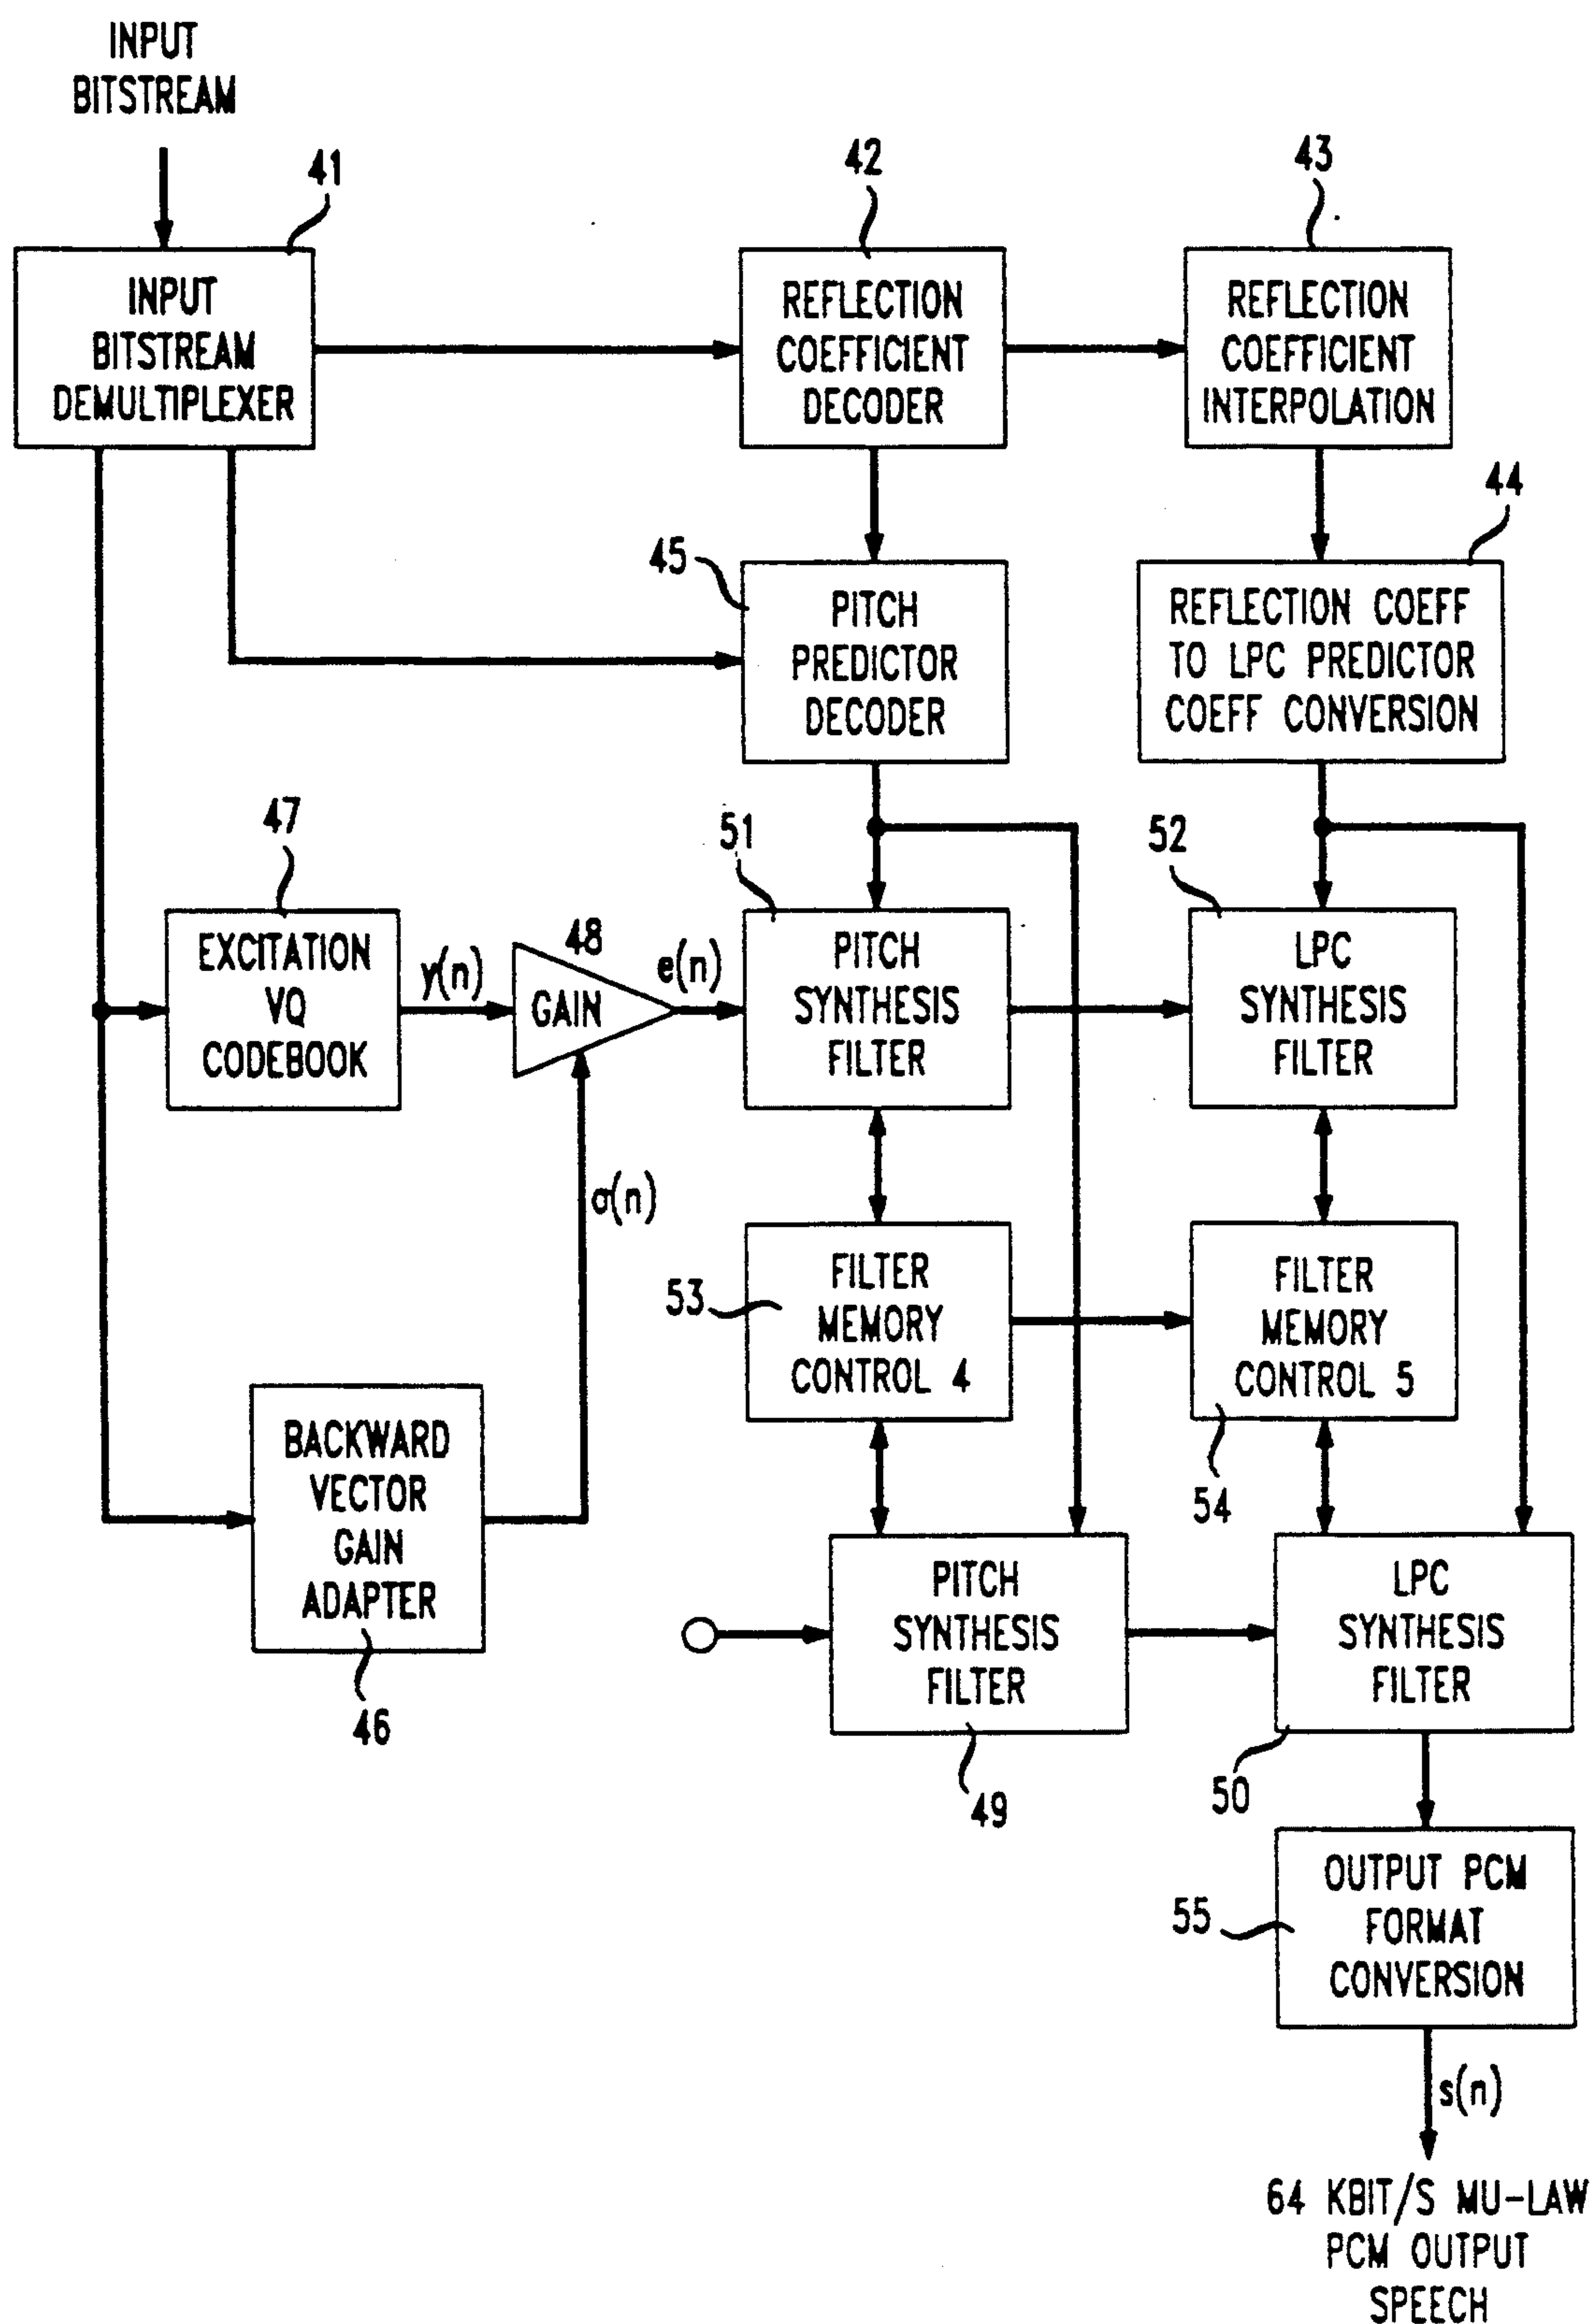 INPUT
BITSTREAM
41
42
43
INPUT
BITSTREAM
DEMULTIPLEXER
REFLECTION
COEFFICIENT
DECODER
REFLECTION
COEFFICIENT
INTERPOLATION
44
45
PITCH
PREDICTOR
DECODER
REFLECTION COEFF
TO LPC PREDICTOR
COEFF CONVERSION
47
51
52
EXCITATION
VQ
CODEBOOK
y(n)
48
GAIN
e(n)
PITCH
SYNTHESIS
FILTER
LPC
SYNTHESIS
FILTER
σ(n)
53
FILTER
MEMORY
CONTROL 4
FILTER
MEMORY
CONTROL 5
54
BACKWARD
VECTOR
GAIN
ADAPTER
46
PITCH
SYNTHESIS
FILTER
49
LPC
SYNTHESIS
FILTER
50
55
OUTPUT PCM
FORMAT
CONVERSION
s(n)
64 KBIT/S MU-LAW
PCM OUTPUT
SPEECH